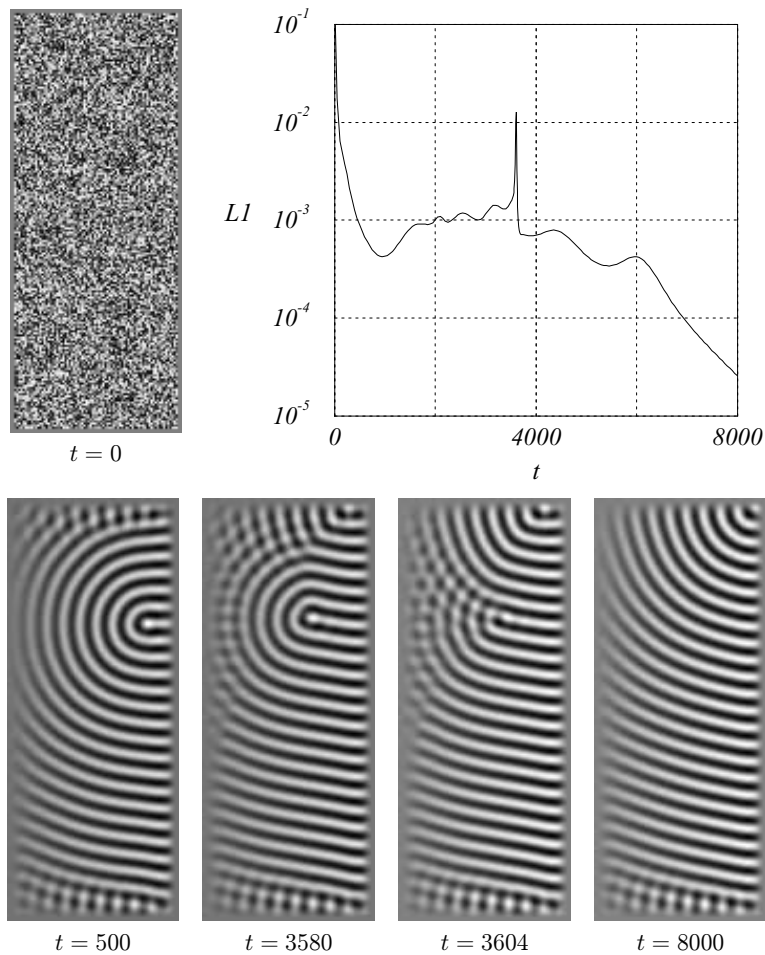 10^-1
10^-2
L1
10^-3
10^-4
10^-5
0 4000 8000
t
t = 0
t = 500 t = 3580 t = 3604 t = 8000